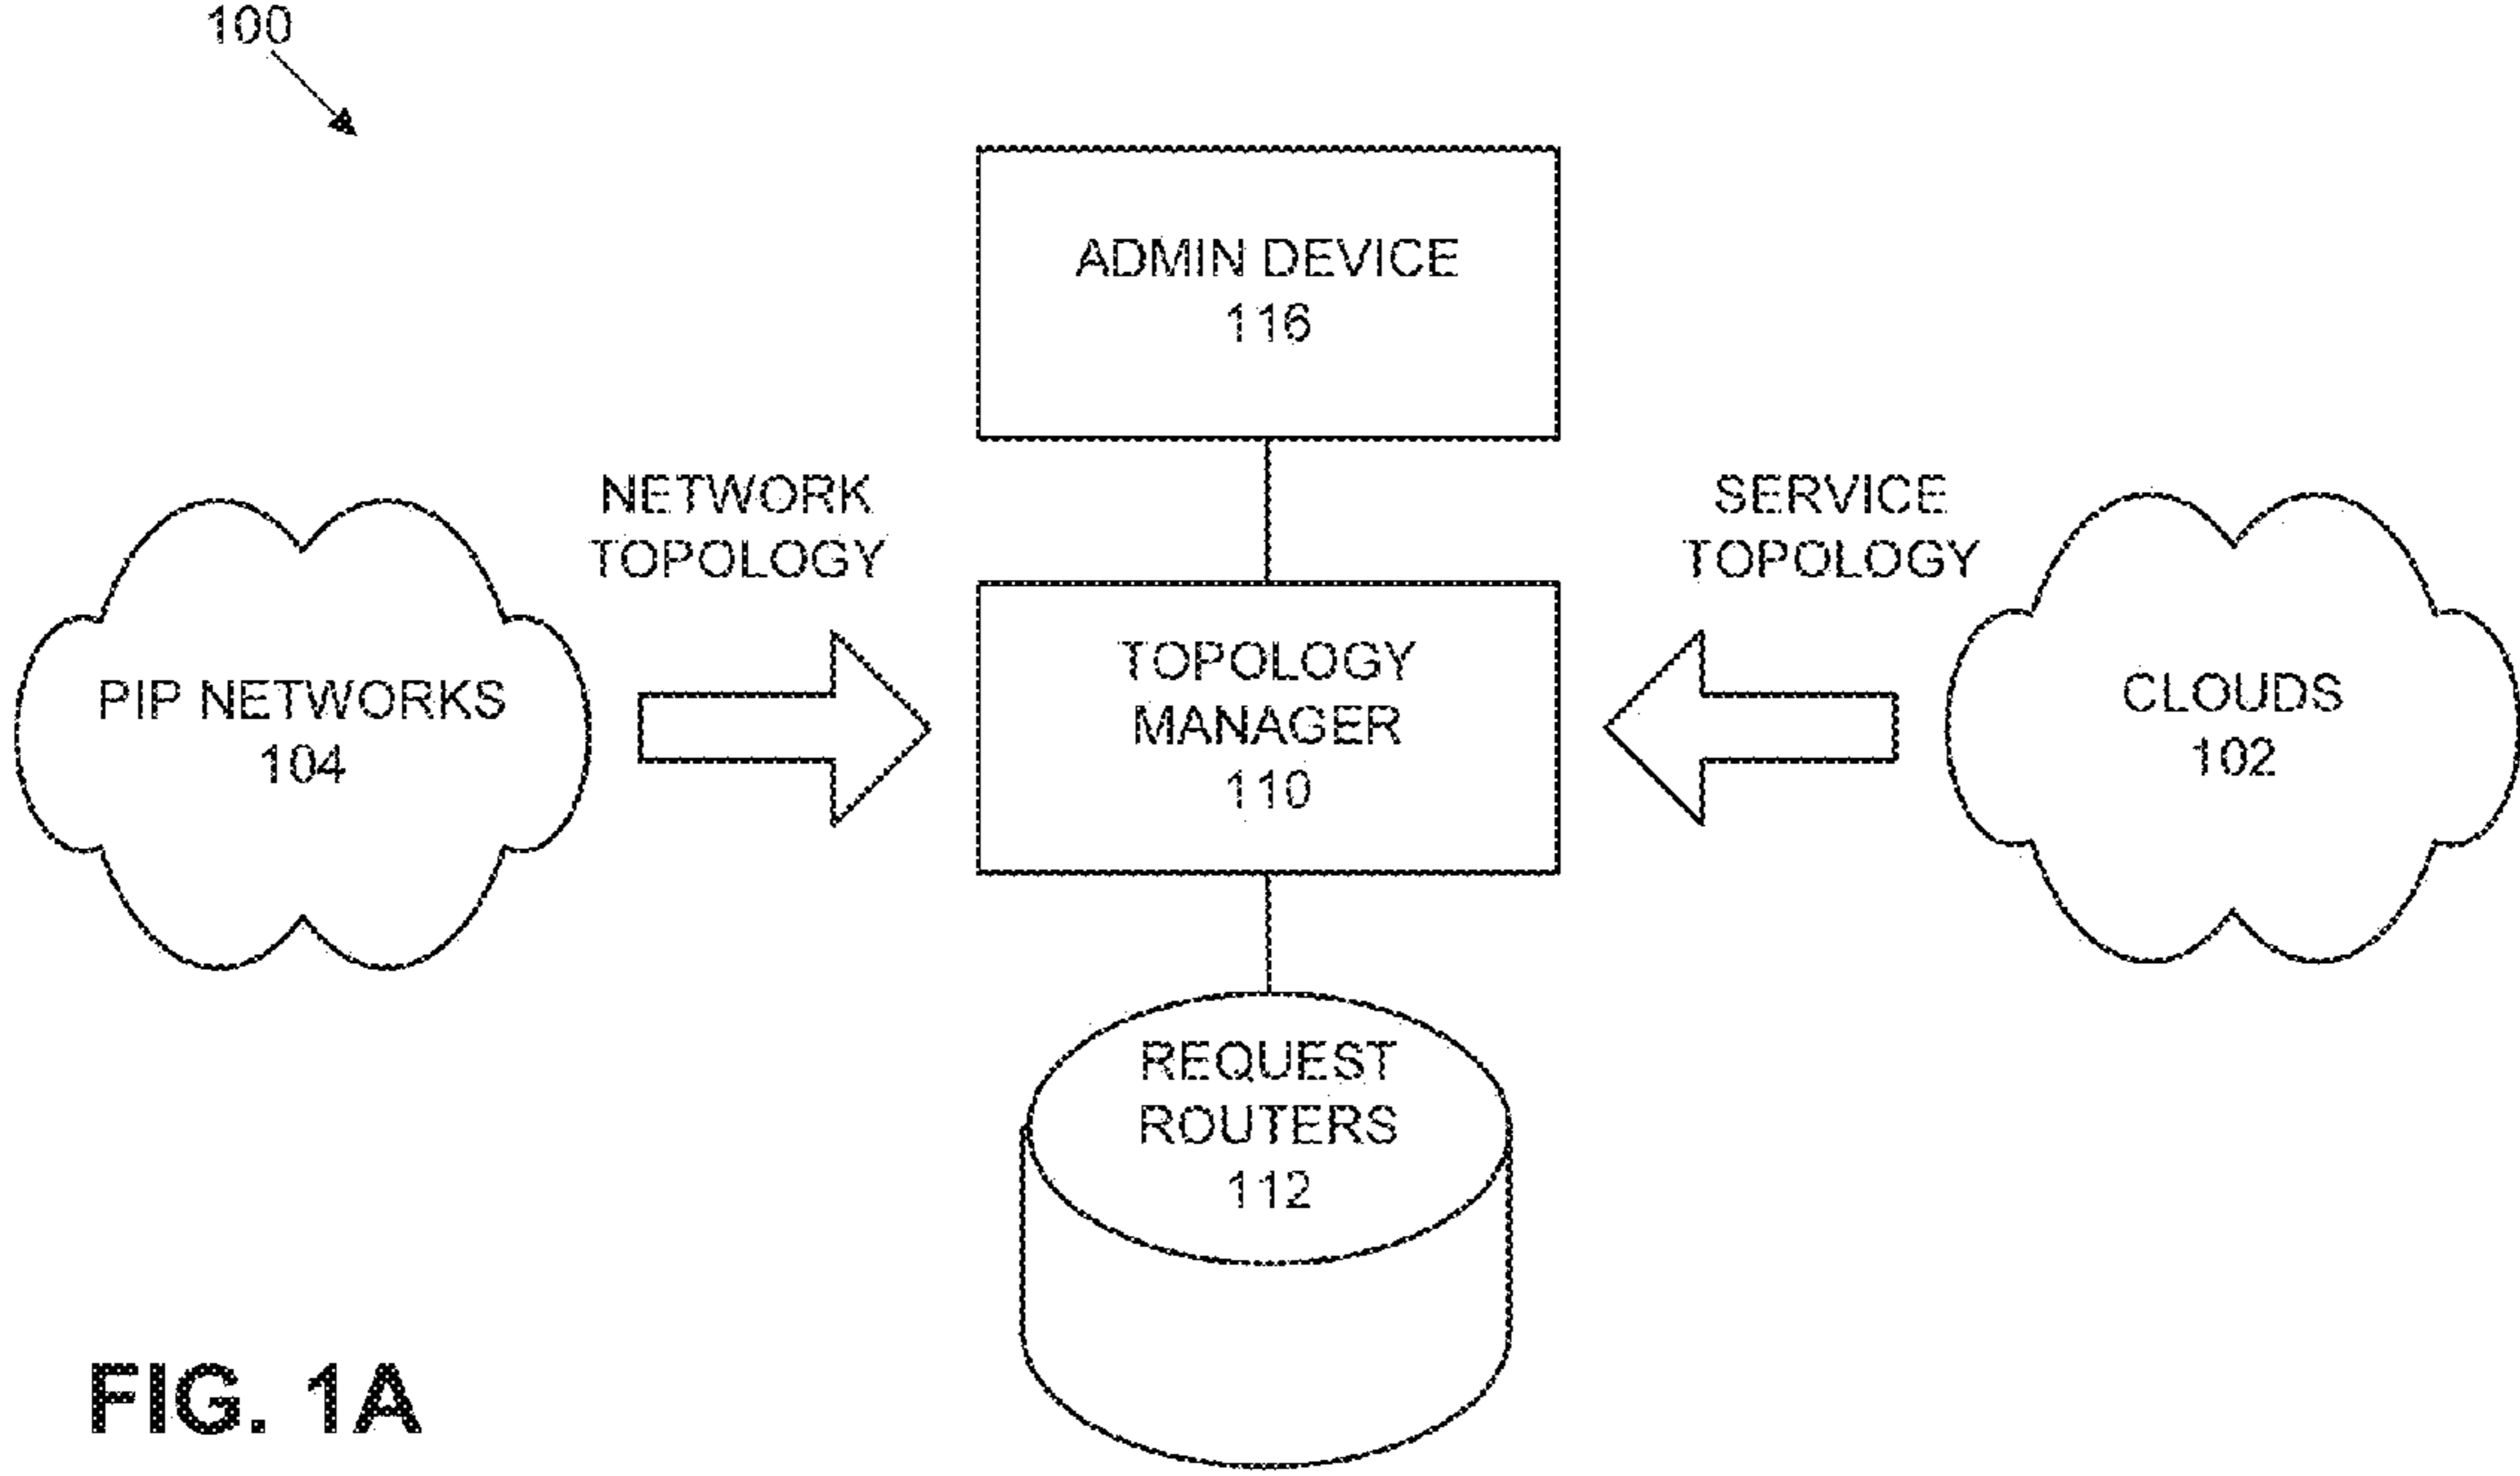 100
ADMIN DEVICE
116
NETWORK
TOPOLOGY
SERVICE
TOPOLOGY
PIP NETWORKS
104
TOPOLOGY
MANAGER
110
CLOUDS
102
REQUEST
ROUTERS
112
FIG. 1A